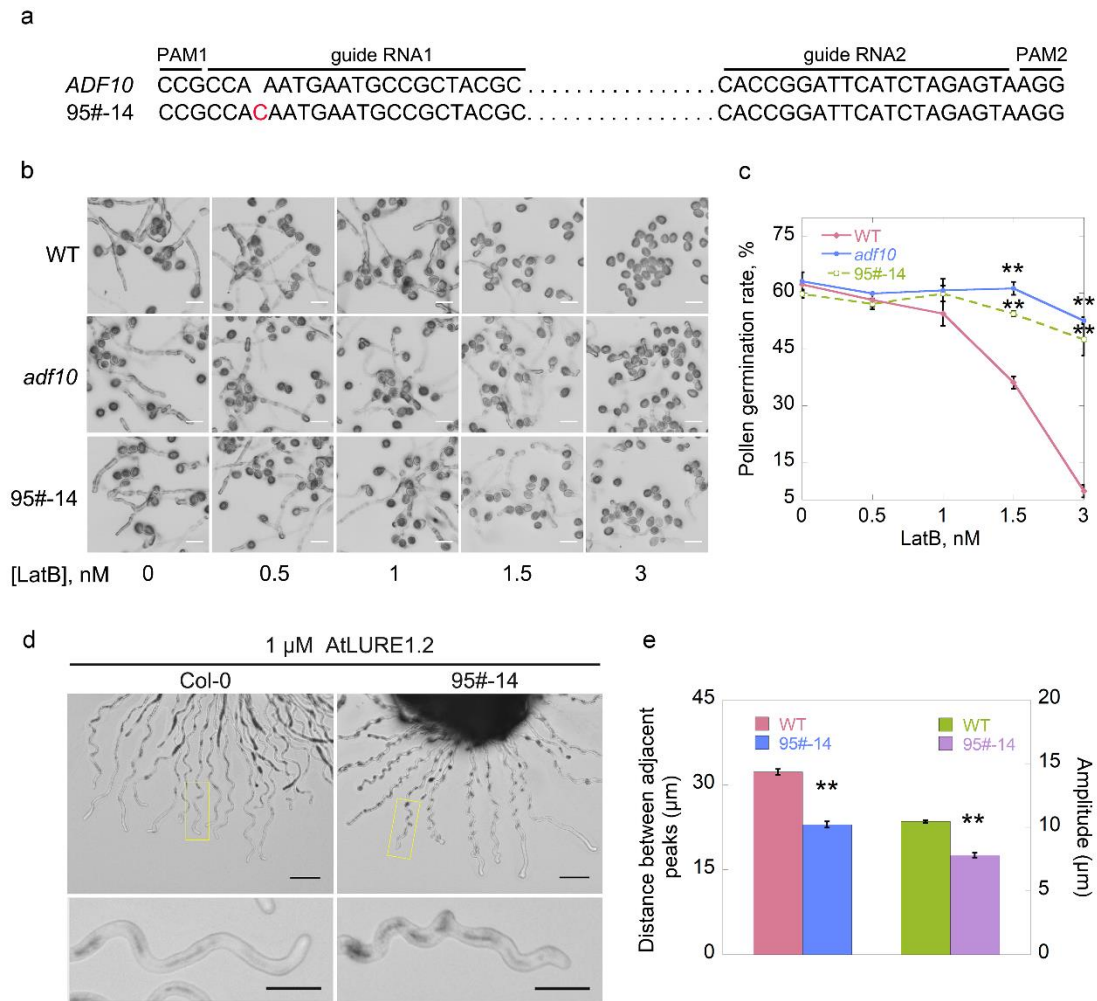 a
PAM1 guide RNA1 guide RNA2 PAM2
ADF10 CCGCCA AATGAATGCCGCTACGC................CACCGGATTCATCTAGAGTAAGG
95#-14 CCGCCACAATGAATGCCGCTACGC................CACCGGATTCATCTAGAGTAAGG
b
WT
adf10
95#-14
[LatB], nM 0 0.5 1 1.5 3
c
Pollen germination rate, %
75
60
45
30
15
5
WT
adf10
95#-14
**
**
**
**
0 0.5 1 1.5 3
LatB, nM
d
1 μM AtLURE1.2
Col-0 95#-14
e
Distance between adjacent
peaks (μm)
45
30
15
0
WT
95#-14
WT
95#-14
**
**
20
15
10
5
0
Amplitude (μm)